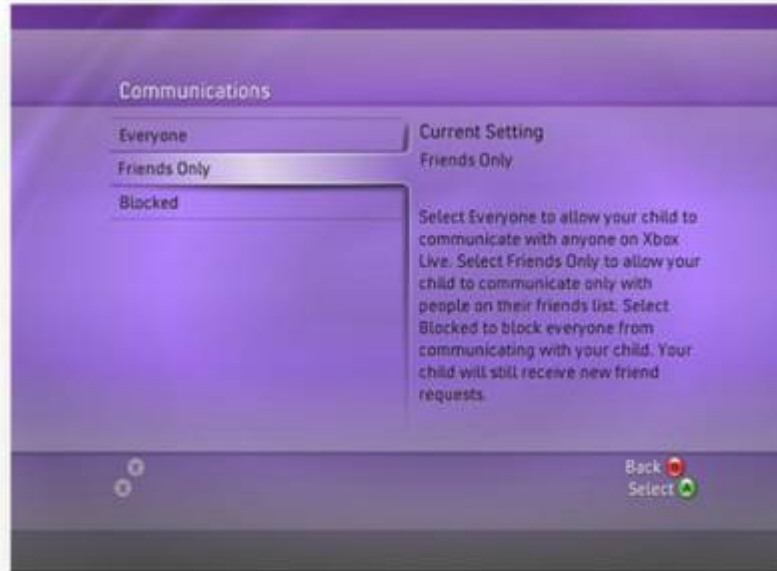 Communications
Everyone
Friends Only
Blocked
Current Setting
Friends Only
Select Everyone to allow your child to
communicate with anyone on Xbox
Live. Select Friends Only to allow your
child to communicate only with
people on their friends list. Select
Blocked to block everyone from
communicating with your child. Your
child will still receive new friend
requests.
Y
X
Back B
Select A